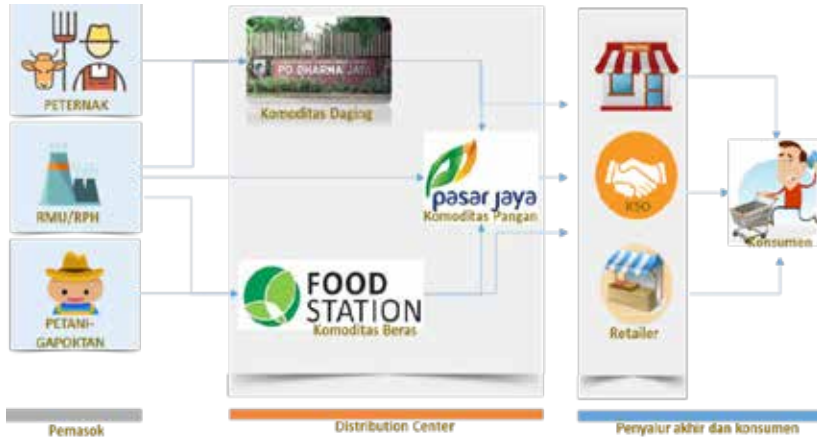 PETERNAK
RMU/RPH
PETANI-
GAPOKTAN
Pemasok
PD DHARMA JAYA
Komoditas Daging
pasar jaya
Komoditas Pangan
FOOD
STATION
Komoditas Beras
Distribution Center
KSO
Retailer
Konsumen
Penyalur akhir dan konsumen